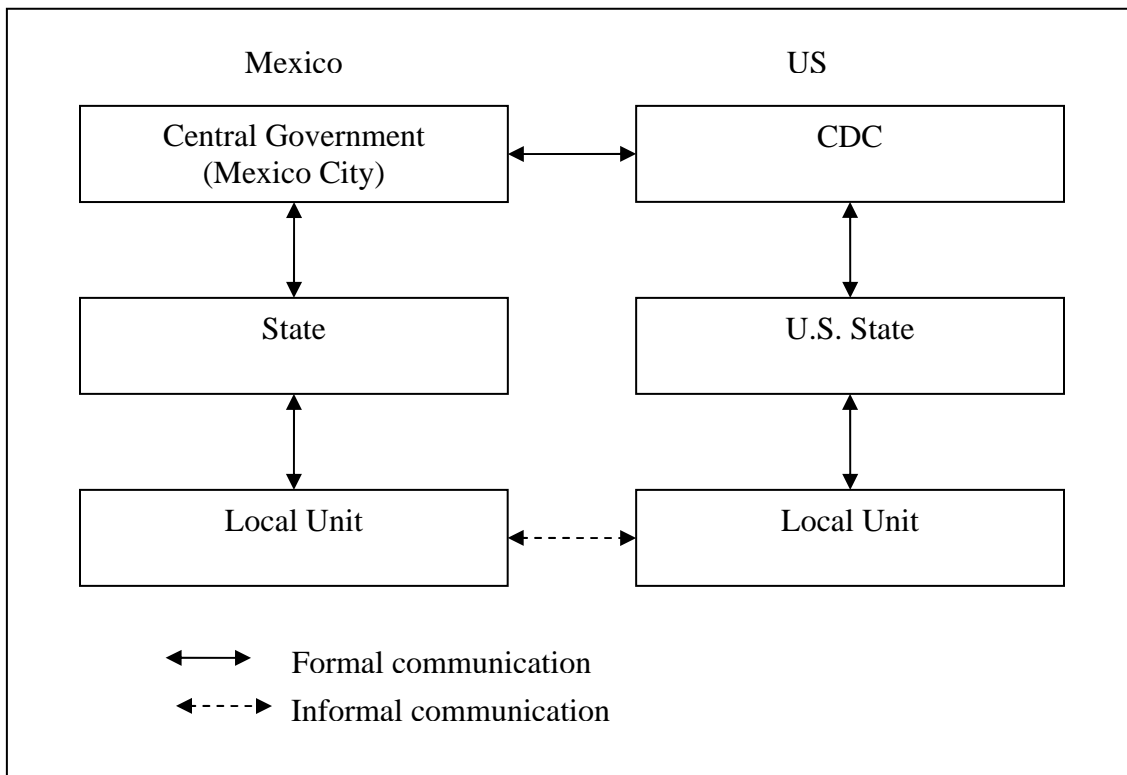 Mexico
US
Central Government
(Mexico City)
CDC
State
U.S. State
Local Unit
Local Unit
Formal communication
Informal communication